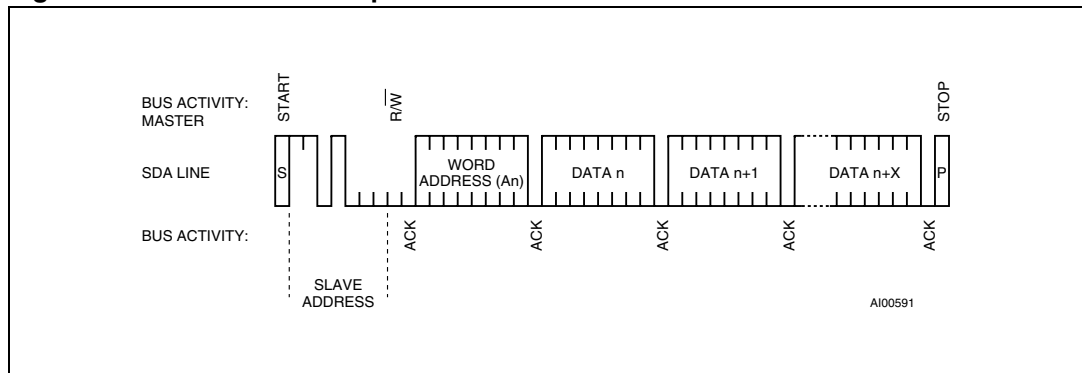 BUS ACTIVITY:
MASTER
START
R/W
STOP
SDA LINE
S
WORD
ADDRESS (An)
DATA n
DATA n+1
DATA n+X
P
BUS ACTIVITY:
ACK
ACK
ACK
ACK
ACK
SLAVE
ADDRESS
AI00591